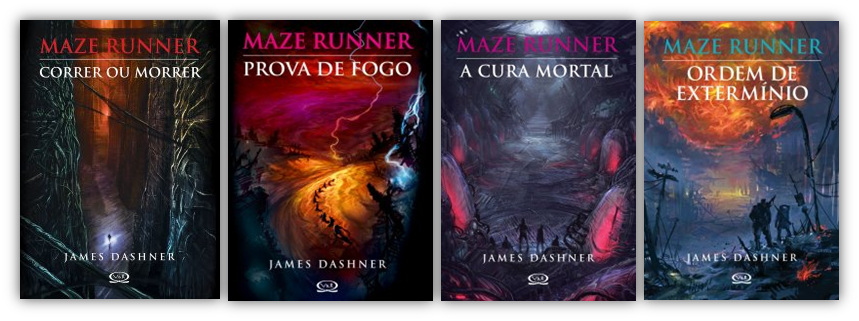 MAZE RUNNER
CORRER OU MORRER
JAMES DASHNER
V&R
MAZE RUNNER
PROVA DE FOGO
JAMES DASHNER
V&R
MAZE RUNNER
A CURA MORTAL
JAMES DASHNER
V&R
MAZE RUNNER
ORDEM DE
EXTERMÍNIO
JAMES DASHNER
V&R